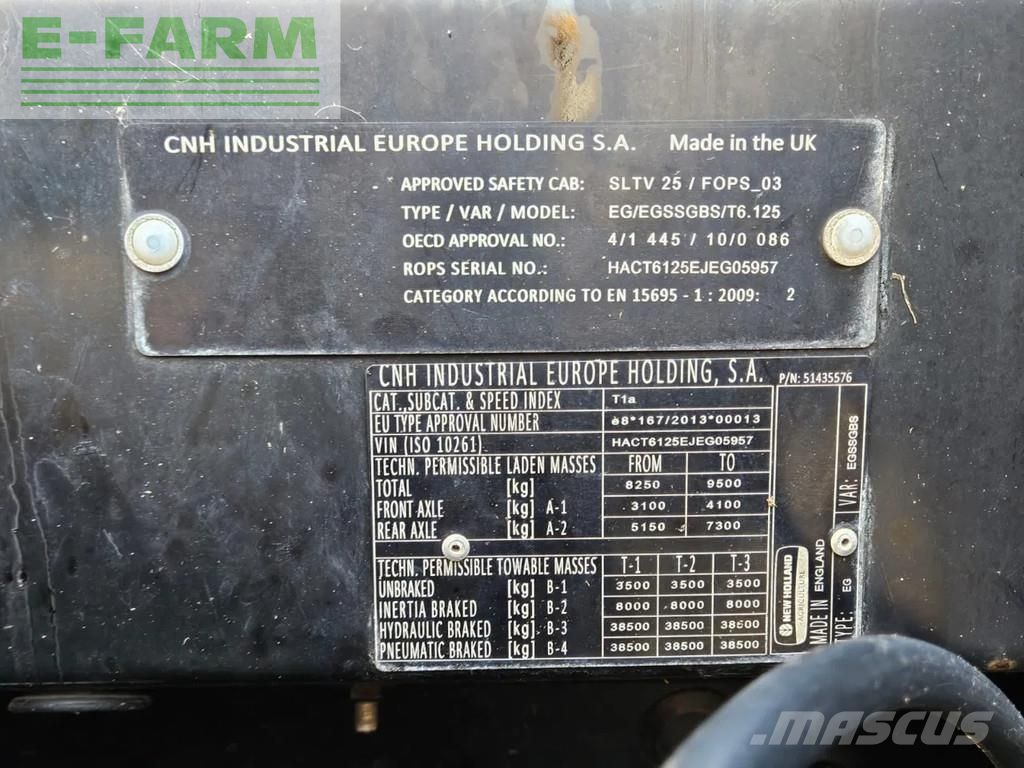 E-FARM
CNH INDUSTRIAL EUROPE HOLDING S.A. Made in the UK
APPROVED SAFETY CAB: SLTV 25 / FOPS_03
TYPE / VAR / MODEL: EG/EGSSGBS/T6.125
OECD APPROVAL NO.: 4/1 445 / 10/0 086
ROPS SERIAL NO.: HACT6125EJEG05957
CATEGORY ACCORDING TO EN 15695 - 1 : 2009: 2
CNH INDUSTRIAL EUROPE HOLDING, S.A. P/N: 51435576
CAT., SUBCAT. & SPEED INDEX T1a
EU TYPE APPROVAL NUMBER e8*167/2013*00013
VIN (ISO 10261) HACT6125EJEG05957
TECHN. PERMISSIBLE LADEN MASSES FROM TO
TOTAL [kg] 8250 9500
FRONT AXLE [kg] A-1 3100 4100
REAR AXLE [kg] A-2 5150 7300
TECHN. PERMISSIBLE TOWABLE MASSES T-1 T-2 T-3
UNBRAKED [kg] B-1 3500 3500 3500
INERTIA BRAKED [kg] B-2 8000 8000 8000
HYDRAULIC BRAKED [kg] B-3 38500 38500 38500
PNEUMATIC BRAKED [kg] B-4 38500 38500 38500
NEW HOLLAND
AGRICULTURE
MADE IN ENGLAND
TYPE: EG VAR: EGSSGBS
MASCUS